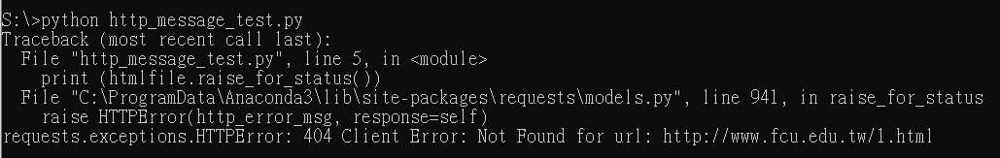 S:\>python http_message_test.py
Traceback (most recent call last):
  File "http_message_test.py", line 5, in <module>
    print (htmlfile.raise_for_status())
  File "C:\ProgramData\Anaconda3\lib\site-packages\requests\models.py", line 941, in raise_for_status
    raise HTTPError(http_error_msg, response=self)
requests.exceptions.HTTPError: 404 Client Error: Not Found for url: http://www.fcu.edu.tw/1.html